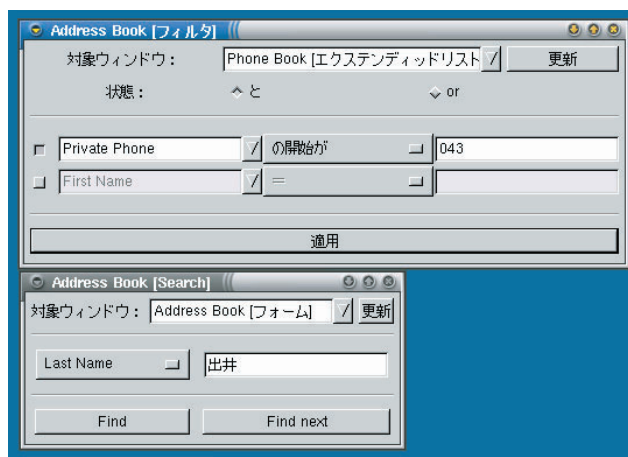 Address Book [フィルタ]
対象ウィンドウ： Phone Book [エクステンディッドリスト 更新
状態： と or
Private Phone の開始が 043
First Name =
適用
Address Book [Search]
対象ウィンドウ： Address Book [フォーム] 更新
Last Name 出井
Find Find next